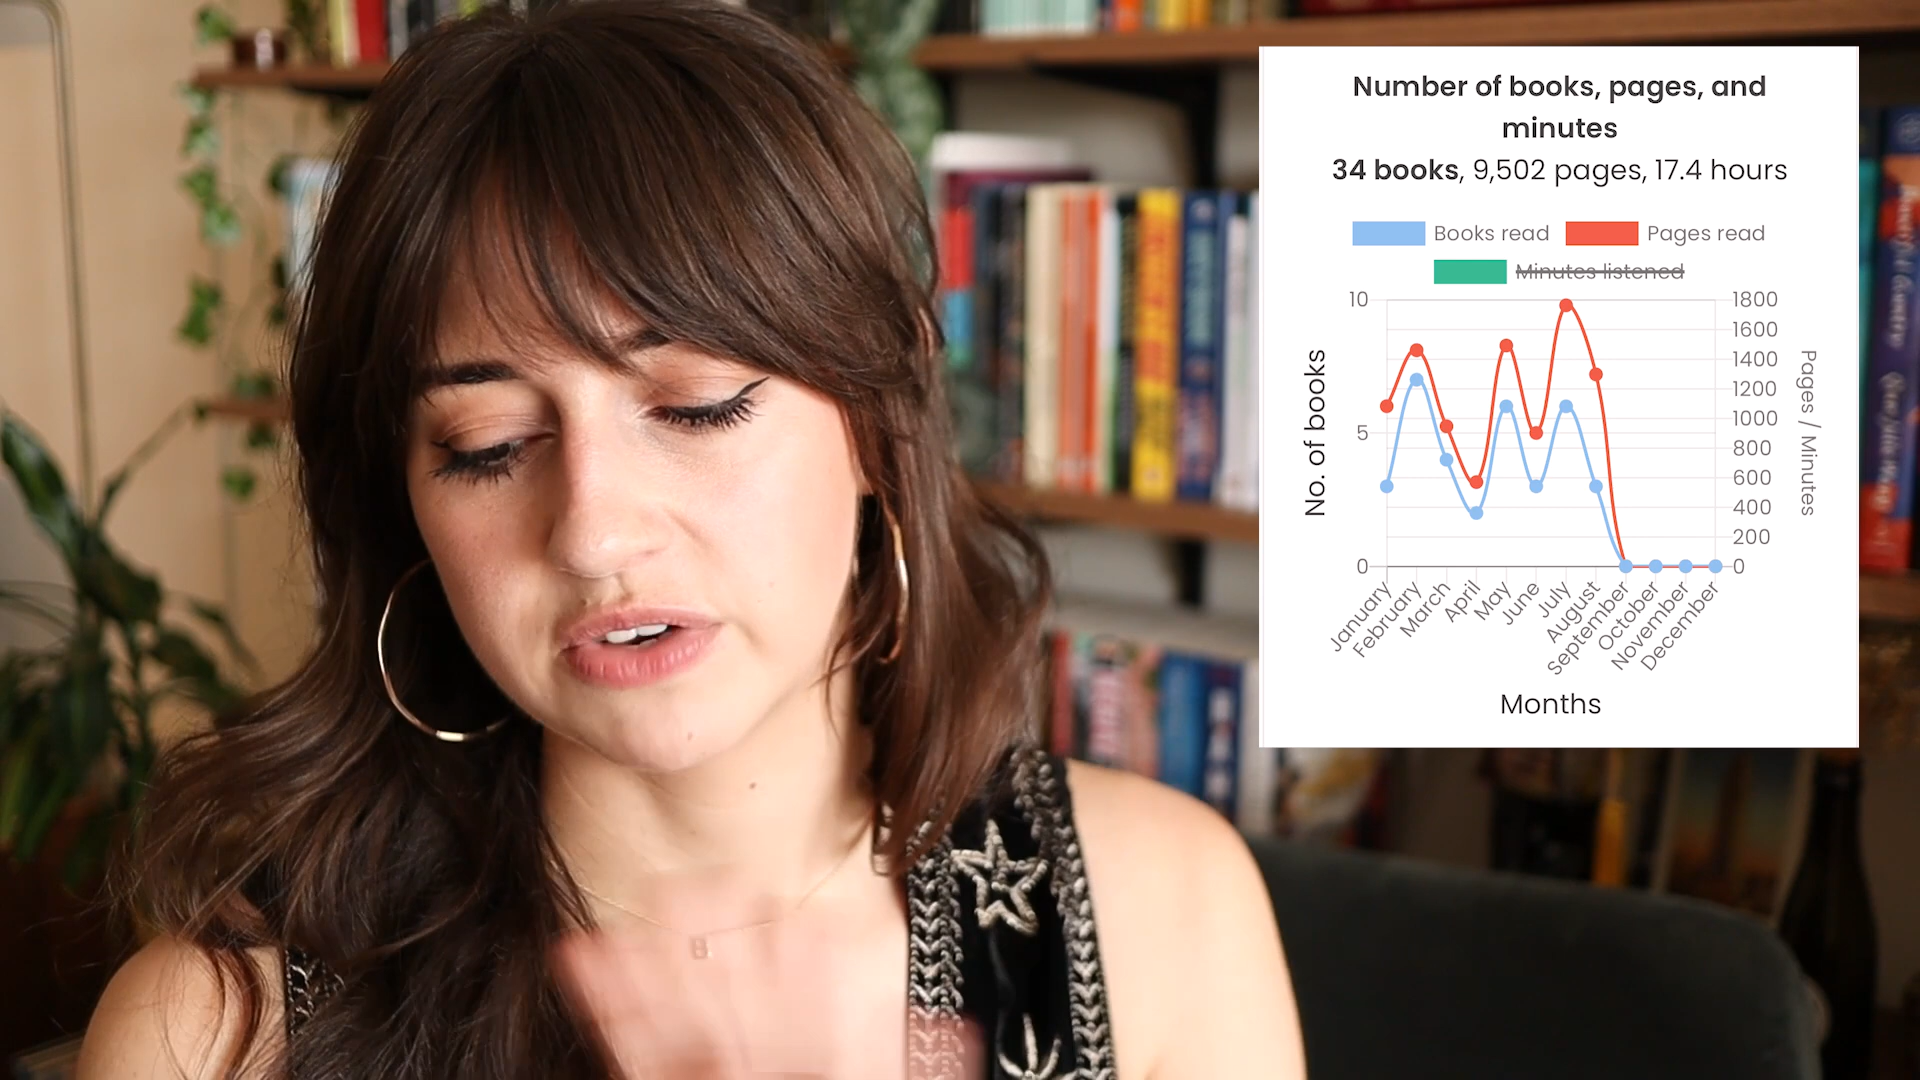 Number of books, pages, and
minutes
34 books, 9,502 pages, 17.4 hours
Books read
Pages read
Minutes listened
10
5
0
No. of books
1800
1600
1400
1200
1000
800
600
400
200
0
Pages / Minutes
January
February
March
April
May
June
July
August
September
October
November
December
Months